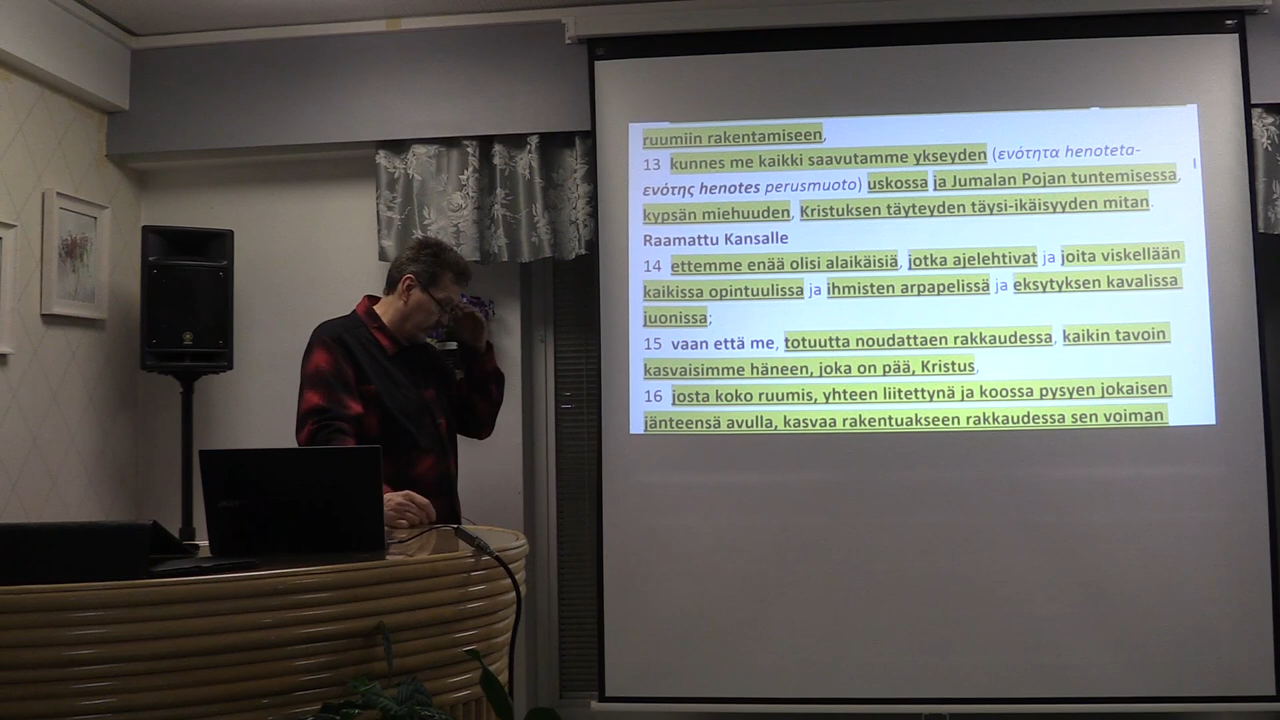 ruumiin rakentamiseen,
13 kunnes me kaikki saavutamme ykseyden (ενότητα henoteta-
ενότης henotes perusmuoto) uskossa ja Jumalan Pojan tuntemisessa,
kypsän miehuuden, Kristuksen täyteyden täysi-ikäisyyden mitan.
Raamattu Kansalle
14 ettemme enää olisi alaikäisiä, jotka ajelehtivat ja joita viskellään
kaikissa opintuulissa ja ihmisten arpapelissä ja eksytyksen kavalissa
juonissa;
15 vaan että me, totuutta noudattaen rakkaudessa, kaikin tavoin
kasvaisimme häneen, joka on pää, Kristus,
16 josta koko ruumis, yhteen liitettynä ja koossa pysyen jokaisen
jänteensä avulla, kasvaa rakentuakseen rakkaudessa sen voiman